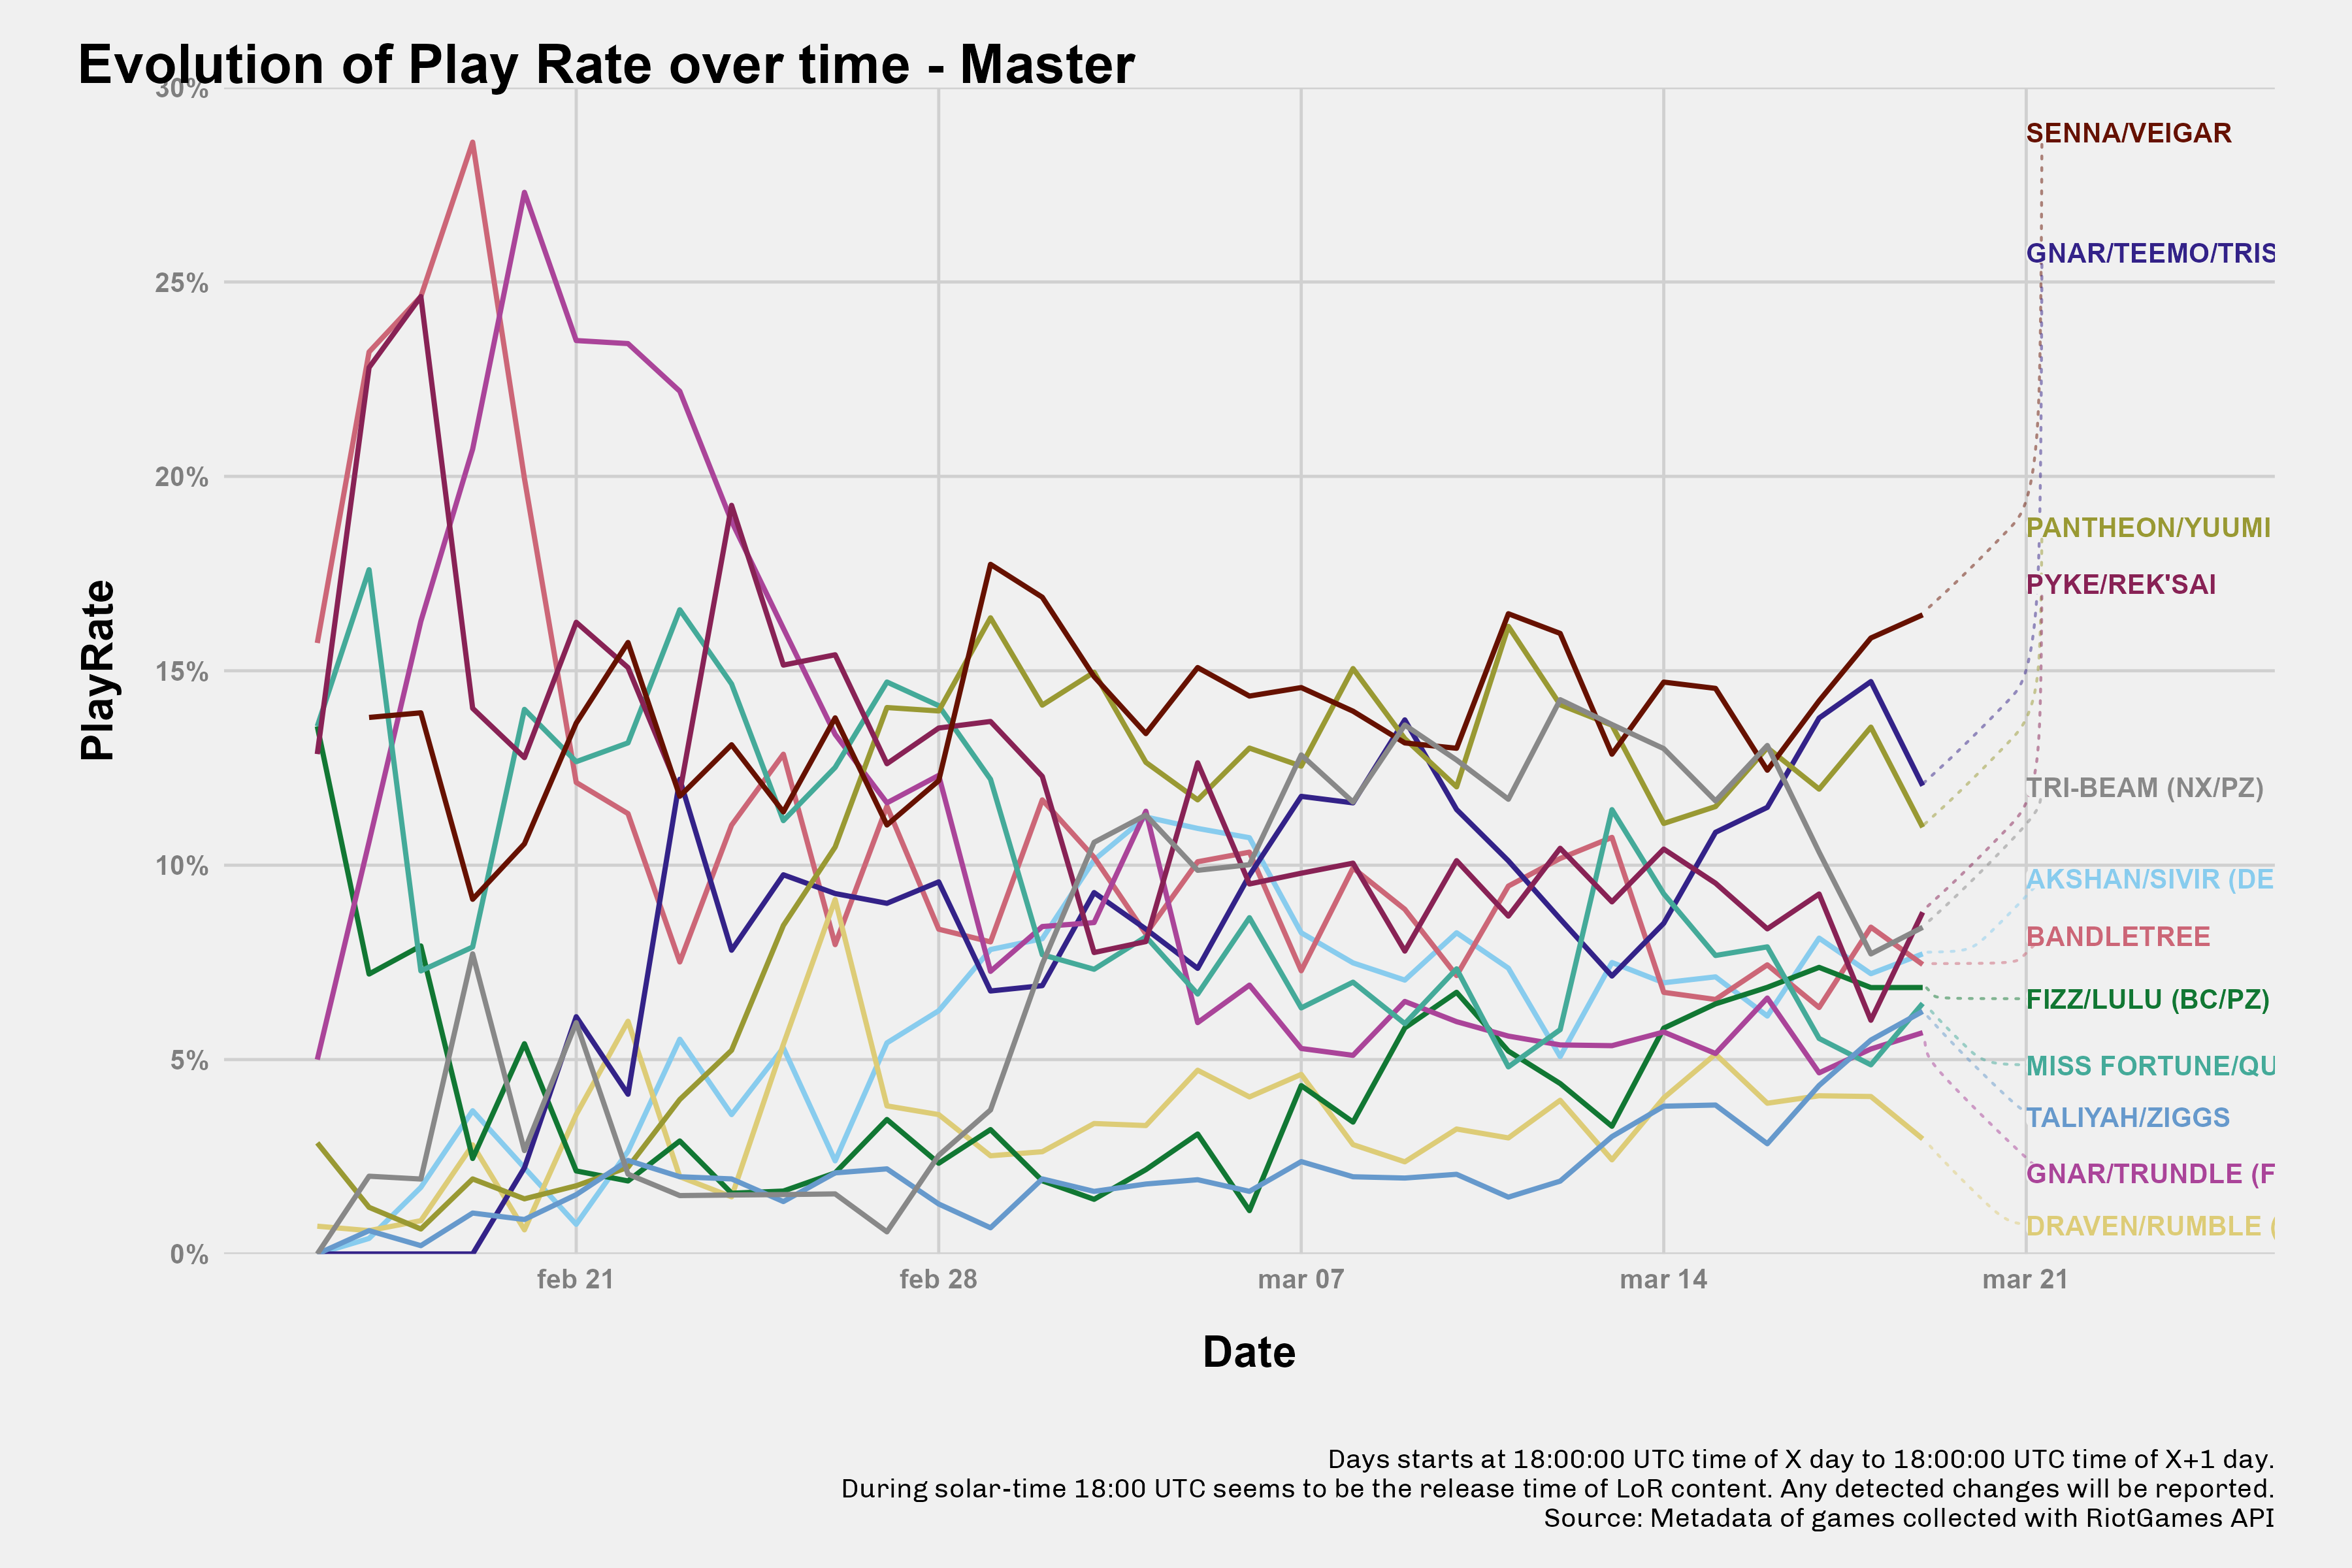 Evolution of Play Rate over time - Master
30%
25%
20%
15%
10%
5%
0%
PlayRate
SENNA/VEIGAR
GNAR/TEEMO/TRIS
PANTHEON/YUUMI
PYKE/REK'SAI
TRI-BEAM (NX/PZ)
AKSHAN/SIVIR (DE
BANDLETREE
FIZZ/LULU (BC/PZ)
MISS FORTUNE/QU
TALIYAH/ZIGGS
GNAR/TRUNDLE (F
DRAVEN/RUMBLE (
feb 21 feb 28 mar 07 mar 14 mar 21
Date
Days starts at 18:00:00 UTC time of X day to 18:00:00 UTC time of X+1 day.
During solar-time 18:00 UTC seems to be the release time of LoR content. Any detected changes will be reported.
Source: Metadata of games collected with RiotGames API